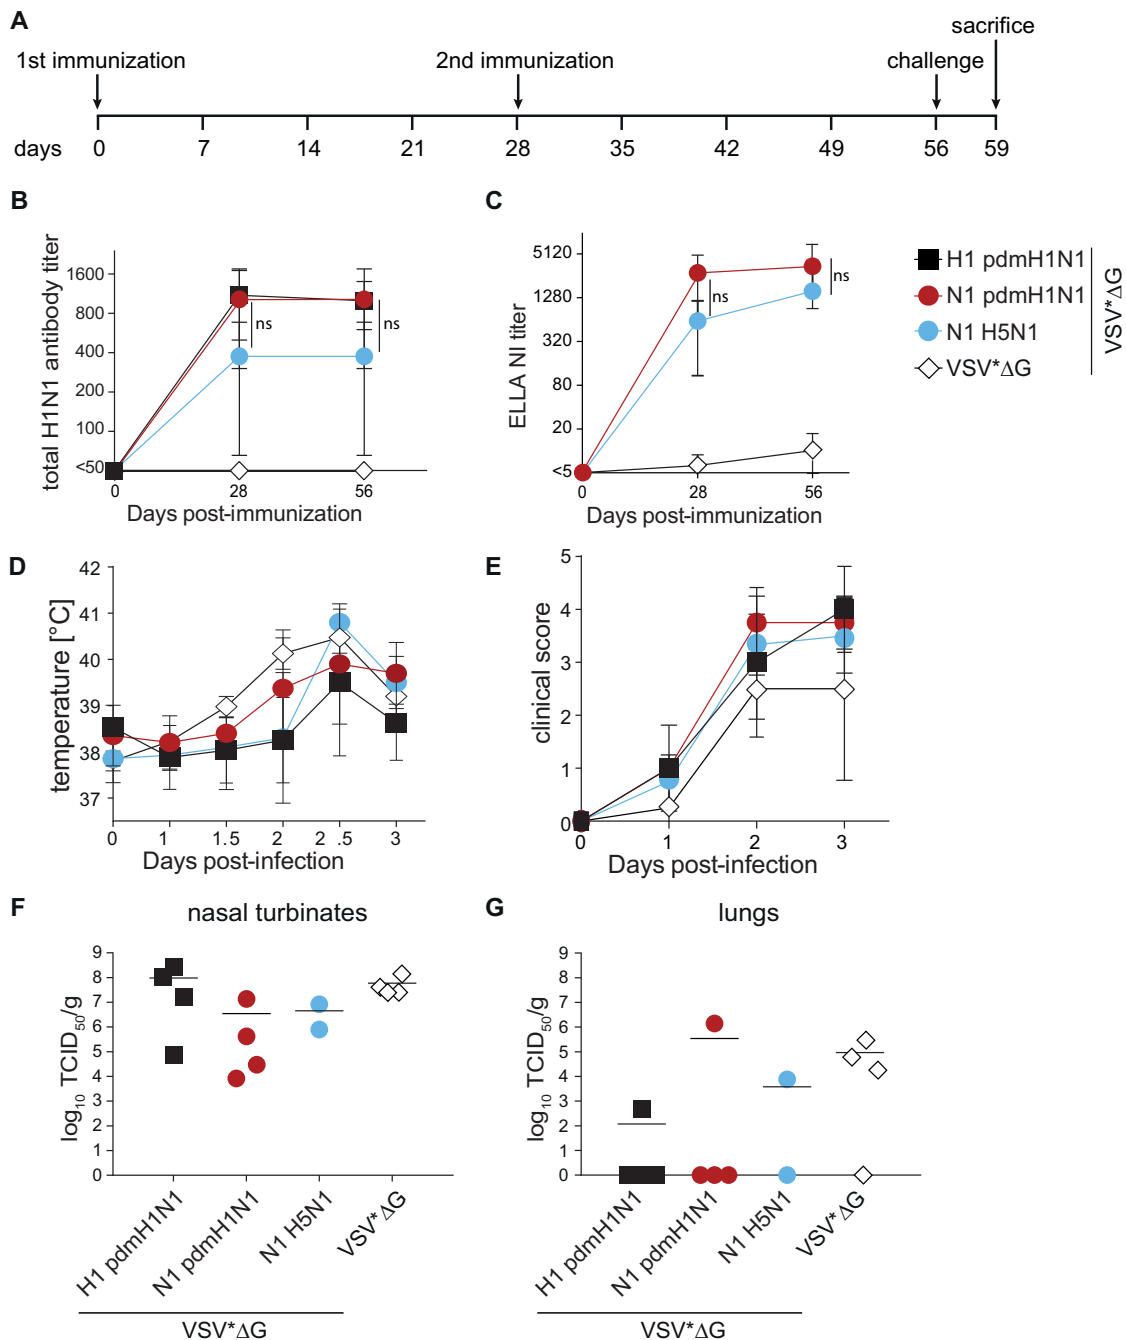 A
sacrifice
1st immunization
2nd immunization
challenge
days 0 7 14 21 28 35 42 49 56 59
B
total H1N1 antibody titer
1600
800
400
200
100
<50
ns
ns
0 28 56
Days post-immunization
C
ELLA NI titer
5120
1280
320
80
20
<5
ns
ns
0 28 56
Days post-immunization
H1 pdmH1N1
N1 pdmH1N1
N1 H5N1
VSV*ΔG
VSV*ΔG
D
temperature [°C]
42
41
40
39
38
37
0 1 1.5 2 2 .5 3
Days post-infection
E
clinical score
5
4
3
2
1
0
0 1 2 3
Days post-infection
F
nasal turbinates
log10 TCID50/g
9
8
7
6
5
4
3
2
1
0
H1 pdmH1N1
N1 pdmH1N1
N1 H5N1
VSV*ΔG
VSV*ΔG
G
lungs
log10 TCID50/g
9
8
7
6
5
4
3
2
1
0
H1 pdmH1N1
N1 pdmH1N1
N1 H5N1
VSV*ΔG
VSV*ΔG